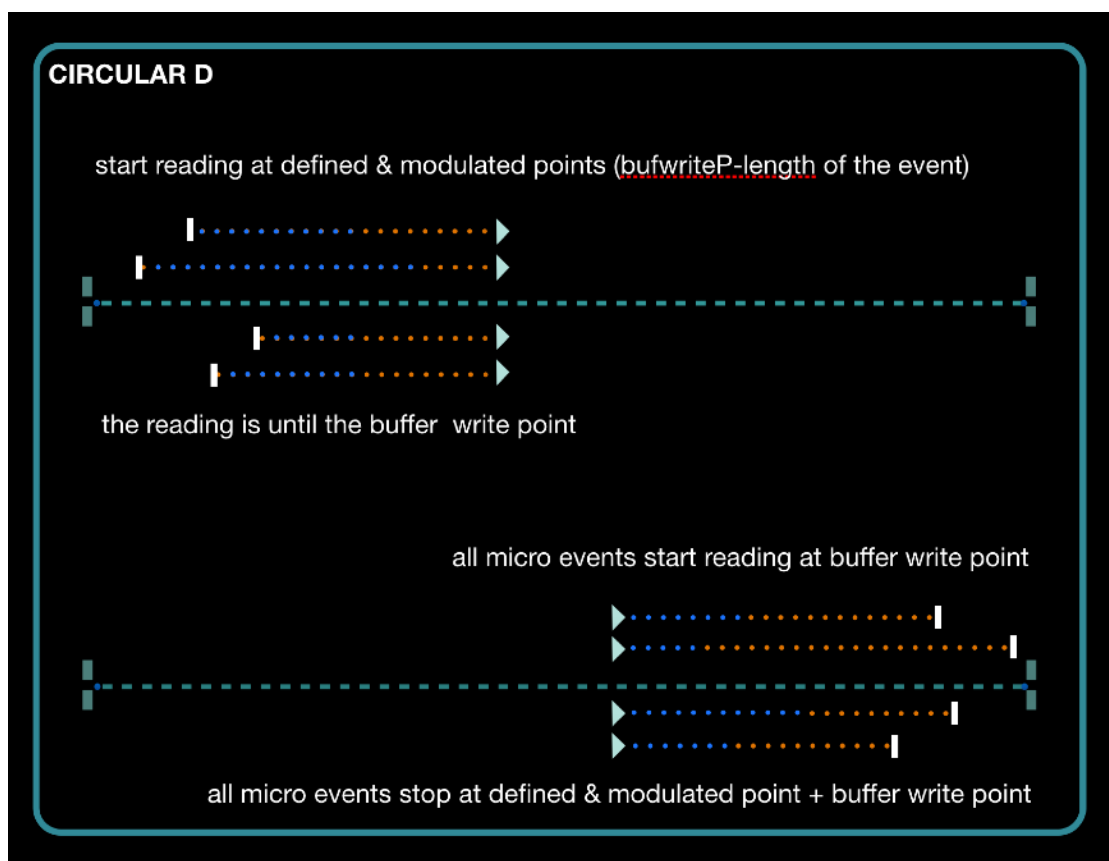 CIRCULAR D
start reading at defined & modulated points (bufwriteP-length of the event)
the reading is until the buffer write point
all micro events start reading at buffer write point
all micro events stop at defined & modulated point + buffer write point